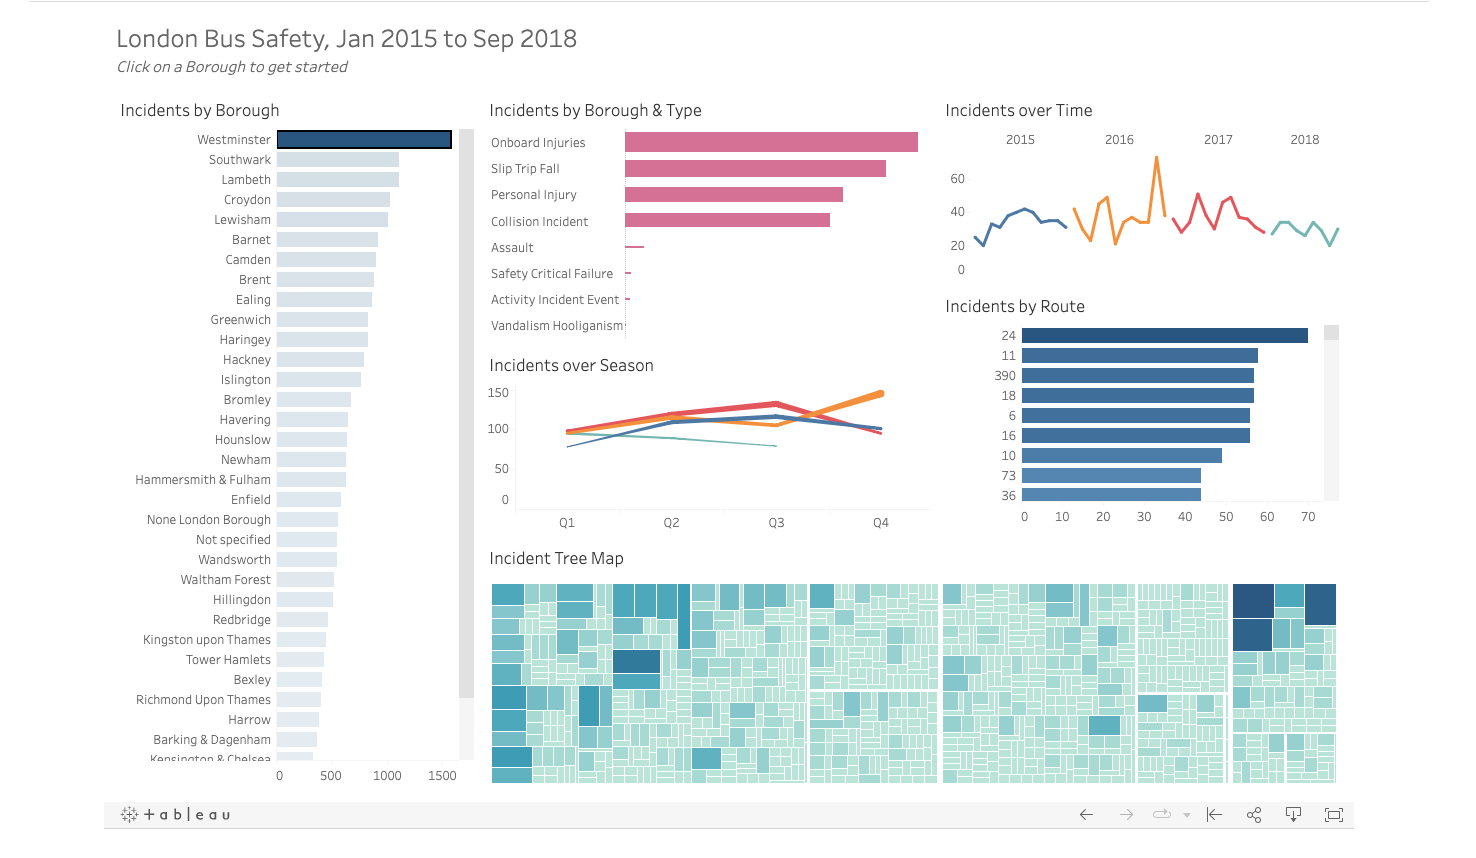 London Bus Safety, Jan 2015 to Sep 2018
Click on a Borough to get started
Incidents by Borough
Westminster
Southwark
Lambeth
Croydon
Lewisham
Barnet
Camden
Brent
Ealing
Greenwich
Haringey
Hackney
Islington
Bromley
Havering
Hounslow
Newham
Hammersmith & Fulham
Enfield
None London Borough
Not specified
Wandsworth
Waltham Forest
Hillingdon
Redbridge
Kingston upon Thames
Tower Hamlets
Bexley
Richmond Upon Thames
Harrow
Barking & Dagenham
Kensington & Chelsea
0 500 1000 1500
Incidents by Borough & Type
Onboard Injuries
Slip Trip Fall
Personal Injury
Collision Incident
Assault
Safety Critical Failure
Activity Incident Event
Vandalism Hooliganism
Incidents over Season
150
100
50
0
Q1 Q2 Q3 Q4
Incidents over Time
2015 2016 2017 2018
60
40
20
0
Incidents by Route
24
11
390
18
6
16
10
73
36
0 10 20 30 40 50 60 70
Incident Tree Map
+ableau